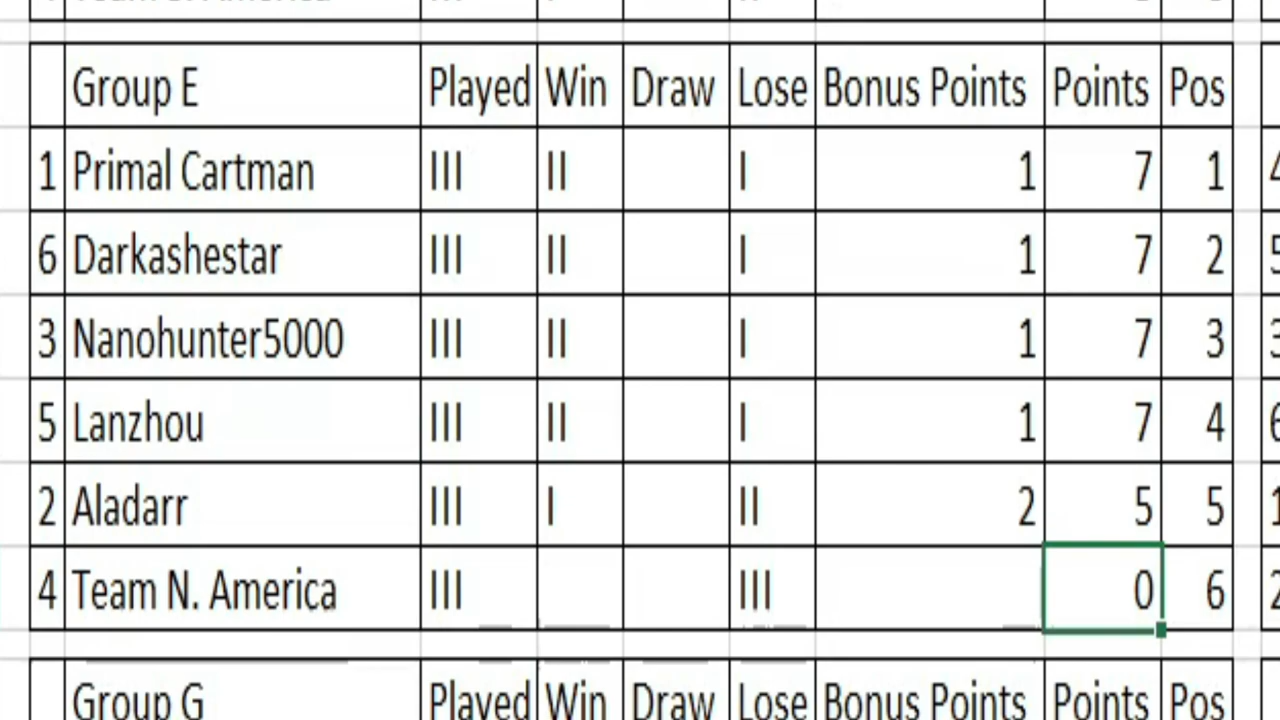 Group E Played Win Draw Lose Bonus Points Points Pos
1 Primal Cartman III II I 1 7 1
6 Darkashestar III II I 1 7 2
3 Nanohunter5000 III II I 1 7 3
5 Lanzhou III II I 1 7 4
2 Aladarr III I II 2 5 5
4 Team N. America III III 0 6
Group G Played Win Draw Lose Bonus Points Points Pos